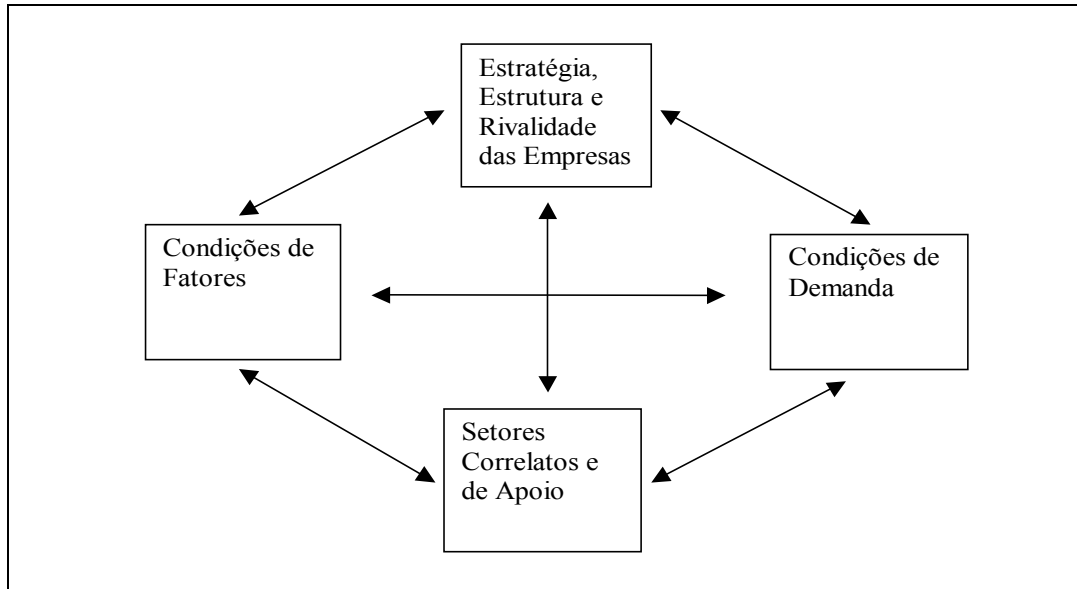 Estratégia,
Estrutura e
Rivalidade
das Empresas
Condições de
Fatores
Condições de
Demanda
Setores
Correlatos e
de Apoio